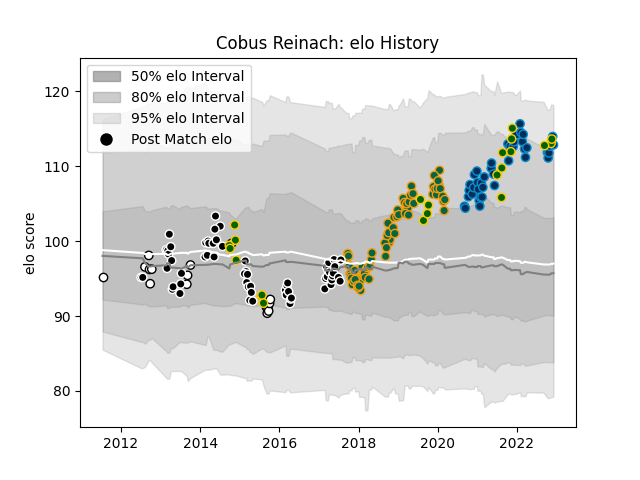 Cobus Reinach: elo History
50% elo Interval
80% elo Interval
95% elo Interval
Post Match elo
elo score
120
110
100
90
80
2012 2014 2016 2018 2020 2022